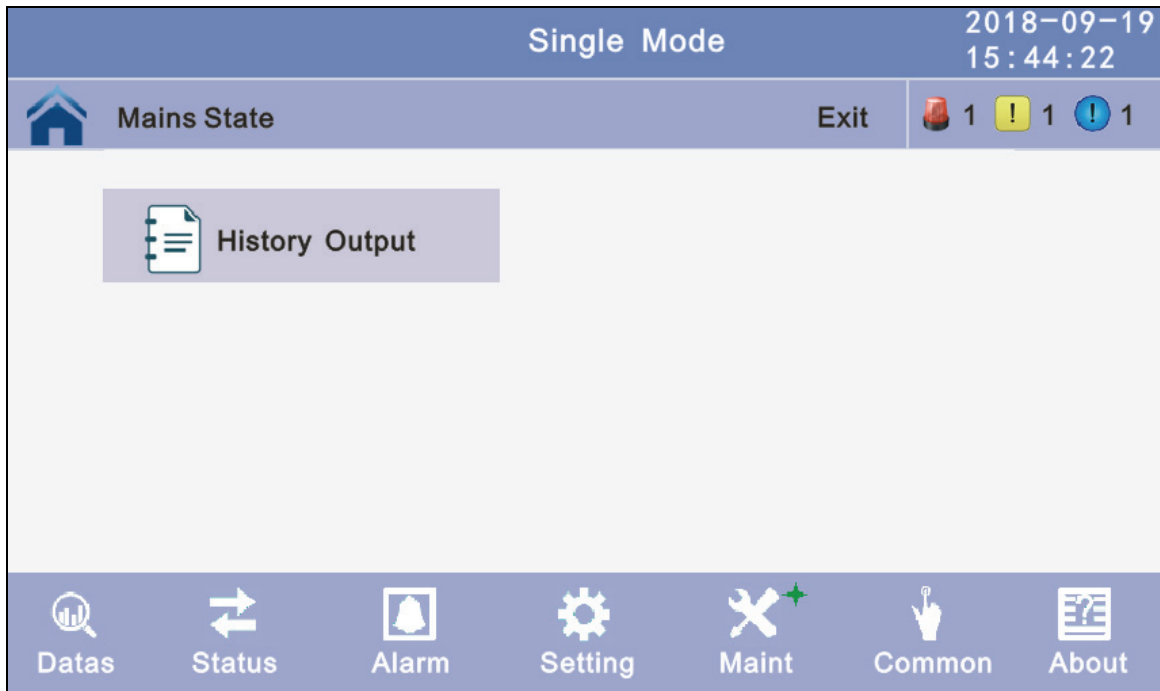 Single Mode
2018-09-19
15:44:22
Mains State
Exit
1
! 1
! 1
History Output
Datas
Status
Alarm
Setting
Maint
Common
About